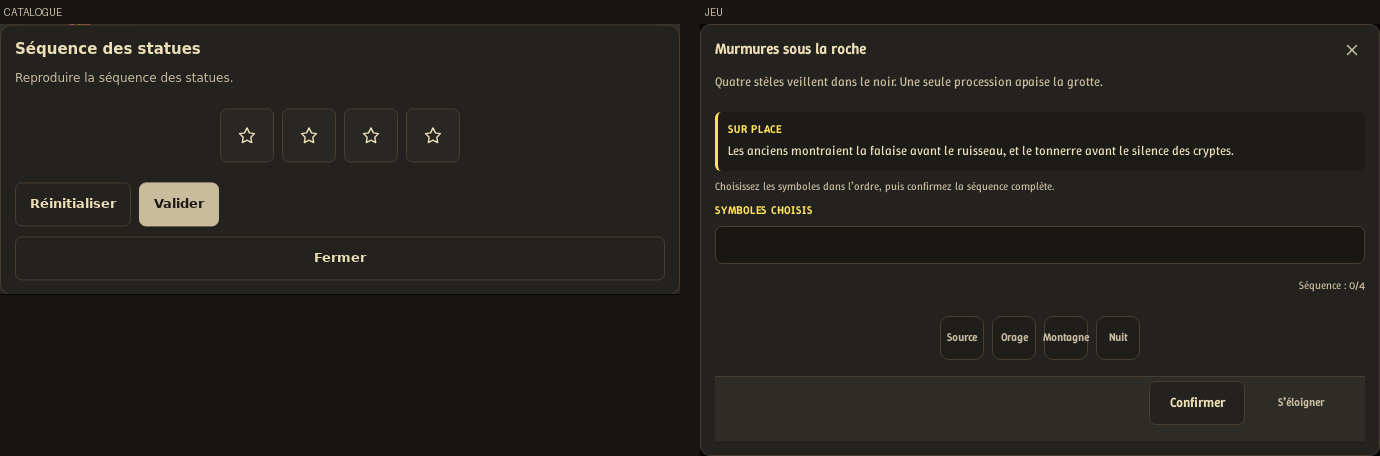 CATALOGUE
Séquence des statues
Reproduire la séquence des statues.
Réinitialiser
Valider
Fermer
JEU
Murmures sous la roche
Quatre stèles veillent dans le noir. Une seule procession apaise la grotte.
SUR PLACE
Les anciens montraient la falaise avant le ruisseau, et le tonnerre avant le silence des cryptes.
Choisissez les symboles dans l'ordre, puis confirmez la séquence complète.
SYMBOLES CHOISIS
Séquence : 0/4
Source
Orage
Montagne
Nuit
Confirmer
S'éloigner